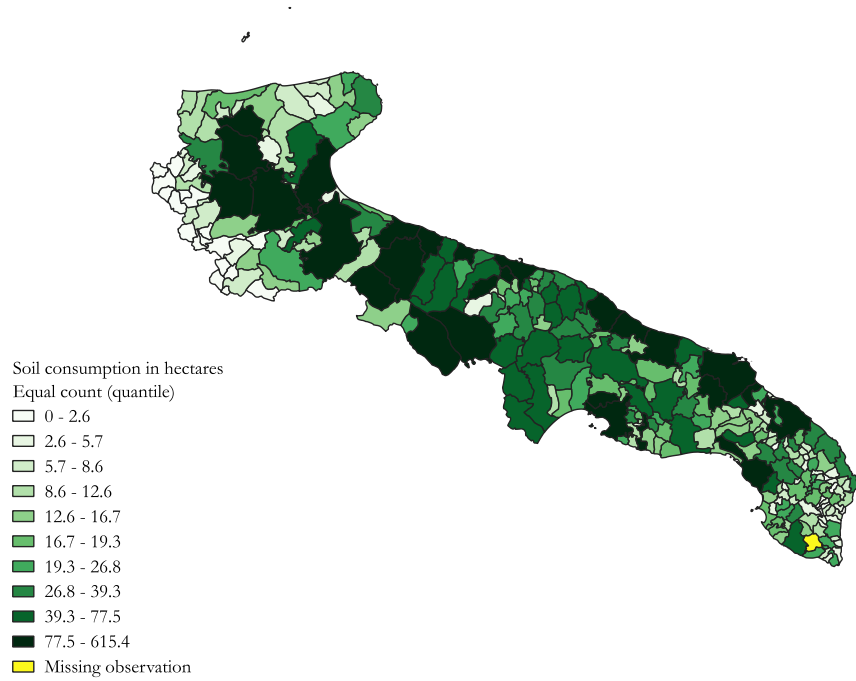 Soil consumption in hectares
Equal count (quantile)
0 - 2.6
2.6 - 5.7
5.7 - 8.6
8.6 - 12.6
12.6 - 16.7
16.7 - 19.3
19.3 - 26.8
26.8 - 39.3
39.3 - 77.5
77.5 - 615.4
Missing observation